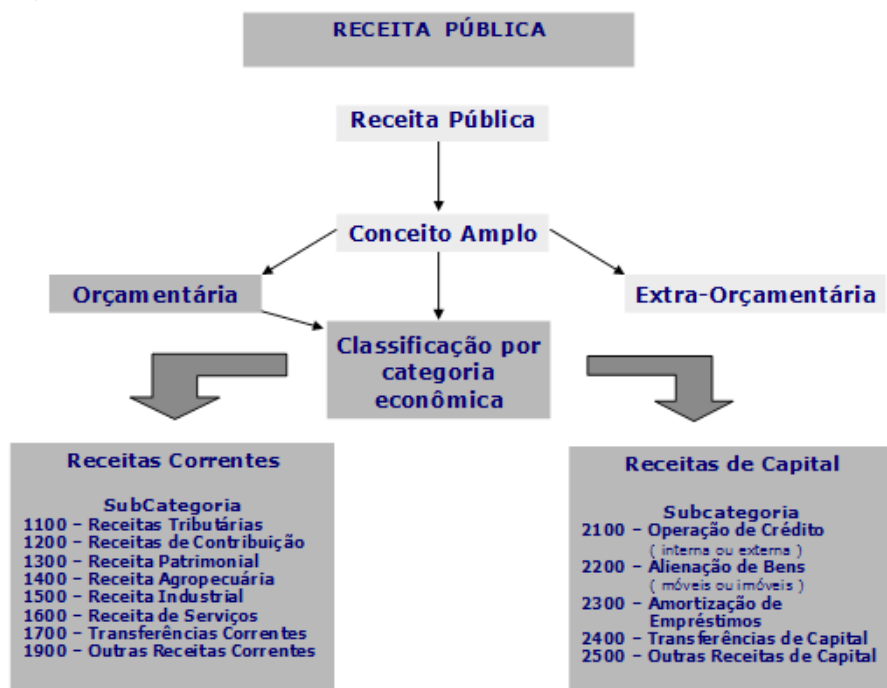 RECEITA PÚBLICA
Receita Pública
Conceito Amplo
Orçamentária
Extra-Orçamentária
Classificação por
categoria
econômica
Receitas Correntes
SubCategoria
1100 – Receitas Tributárias
1200 – Receitas de Contribuição
1300 – Receita Patrimonial
1400 – Receita Agropecuária
1500 – Receita Industrial
1600 – Receita de Serviços
1700 – Transferências Correntes
1900 – Outras Receitas Correntes
Receitas de Capital
Subcategoria
2100 – Operação de Crédito
( interna ou externa )
2200 – Alienação de Bens
( móveis ou imóveis )
2300 – Amortização de
Empréstimos
2400 – Transferências de Capital
2500 – Outras Receitas de Capital